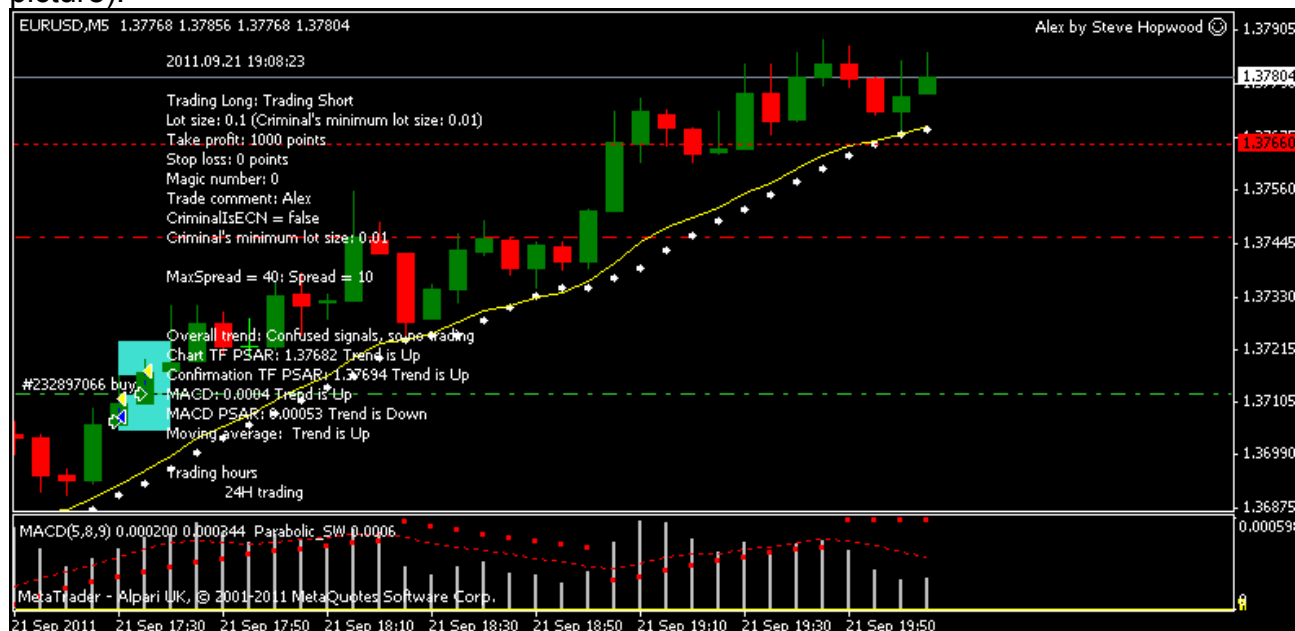 picture).
EURUSD,M5 1.37768 1.37856 1.37768 1.37804
Alex by Steve Hopwood
1.37905
2011.09.21 19:08:23
1.37804
Trading Long: Trading Short
Lot size: 0.1 (Criminal's minimum lot size: 0.01)
Take profit: 1000 points
1.37660
Stop loss: 0 points
Magic number: 0
1.37560
Trade comment: Alex
CriminalIsECN = false
Criminal's minimum lot size: 0.01
1.37445
MaxSpread = 40: Spread = 10
1.37330
Overall trend: Confused signals, so no trading
1.37215
Chart TF PSAR: 1.37682 Trend is Up
Confirmation TF PSAR: 1.37694 Trend is Up
#232897066 buy
MACD: 0.0004 Trend is Up
1.37105
MACD PSAR: 0.00053 Trend is Down
Moving average: Trend is Up
1.36990
Trading hours
24H trading
1.36875
MACD(5,8,9) 0.000200 0.000344 Parabolic_SW 0.0006
0.000598
MetaTrader - Alpari UK, © 2001-2011 MetaQuotes Software Corp.
21 Sep 2011 21 Sep 17:30 21 Sep 17:50 21 Sep 18:10 21 Sep 18:30 21 Sep 18:50 21 Sep 19:10 21 Sep 19:30 21 Sep 19:50